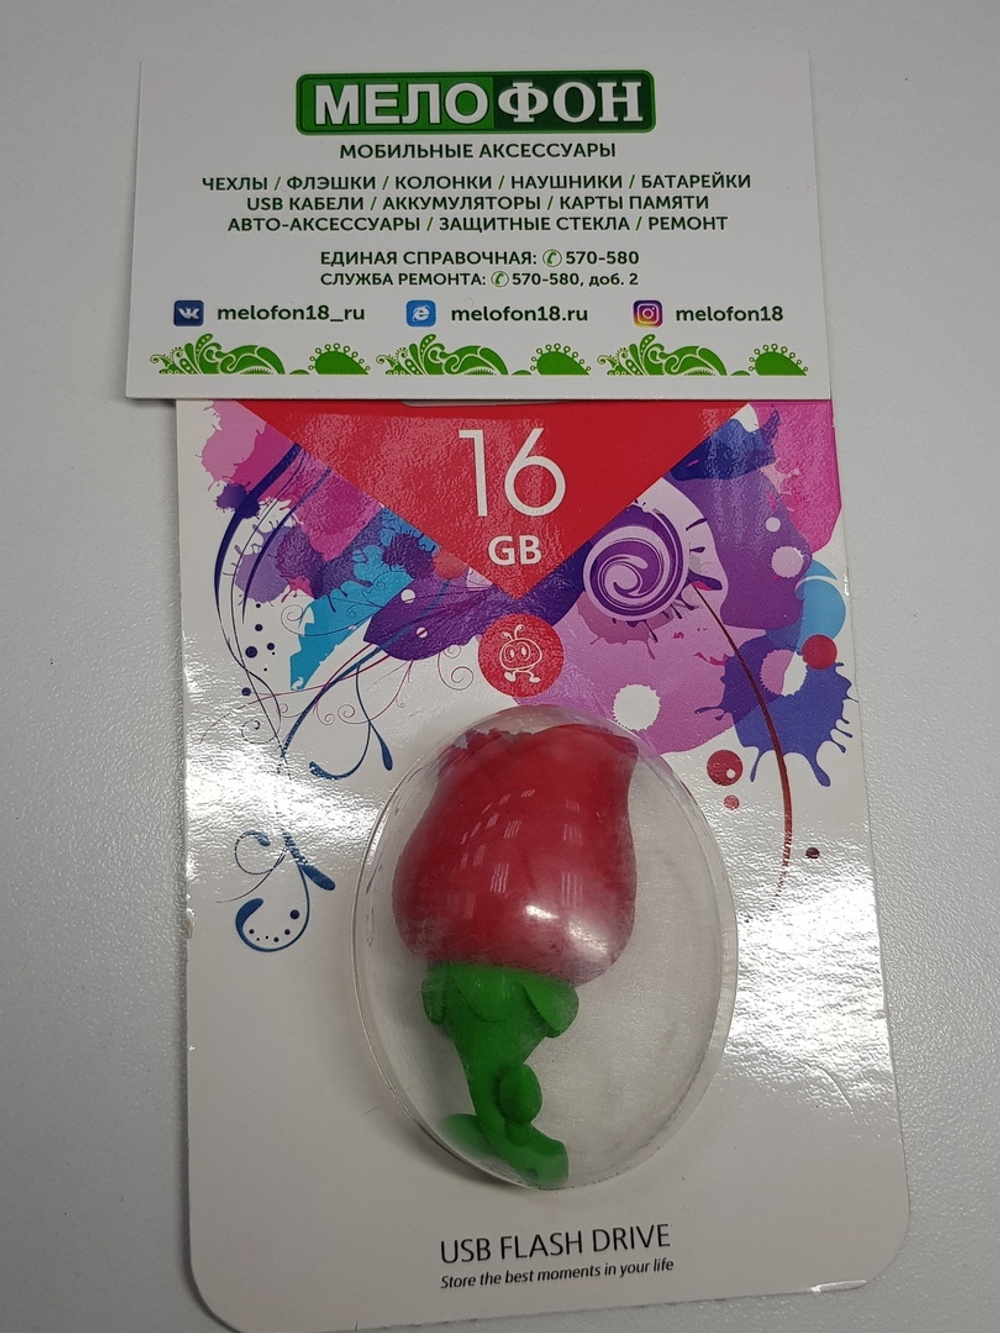 МЕЛОФОН
МОБИЛЬНЫЕ АКСЕССУАРЫ
ЧЕХЛЫ / ФЛЭШКИ / КОЛОНКИ / НАУШНИКИ / БАТАРЕЙКИ
USB КАБЕЛИ / АККУМУЛЯТОРЫ / КАРТЫ ПАМЯТИ
АВТО-АКСЕССУАРЫ / ЗАЩИТНЫЕ СТЕКЛА / РЕМОНТ
ЕДИНАЯ СПРАВОЧНАЯ: 570-580
СЛУЖБА РЕМОНТА: 570-580, доб. 2
melofon18_ru melofon18.ru melofon18
16
GB
USB FLASH DRIVE
Store the best moments in your life